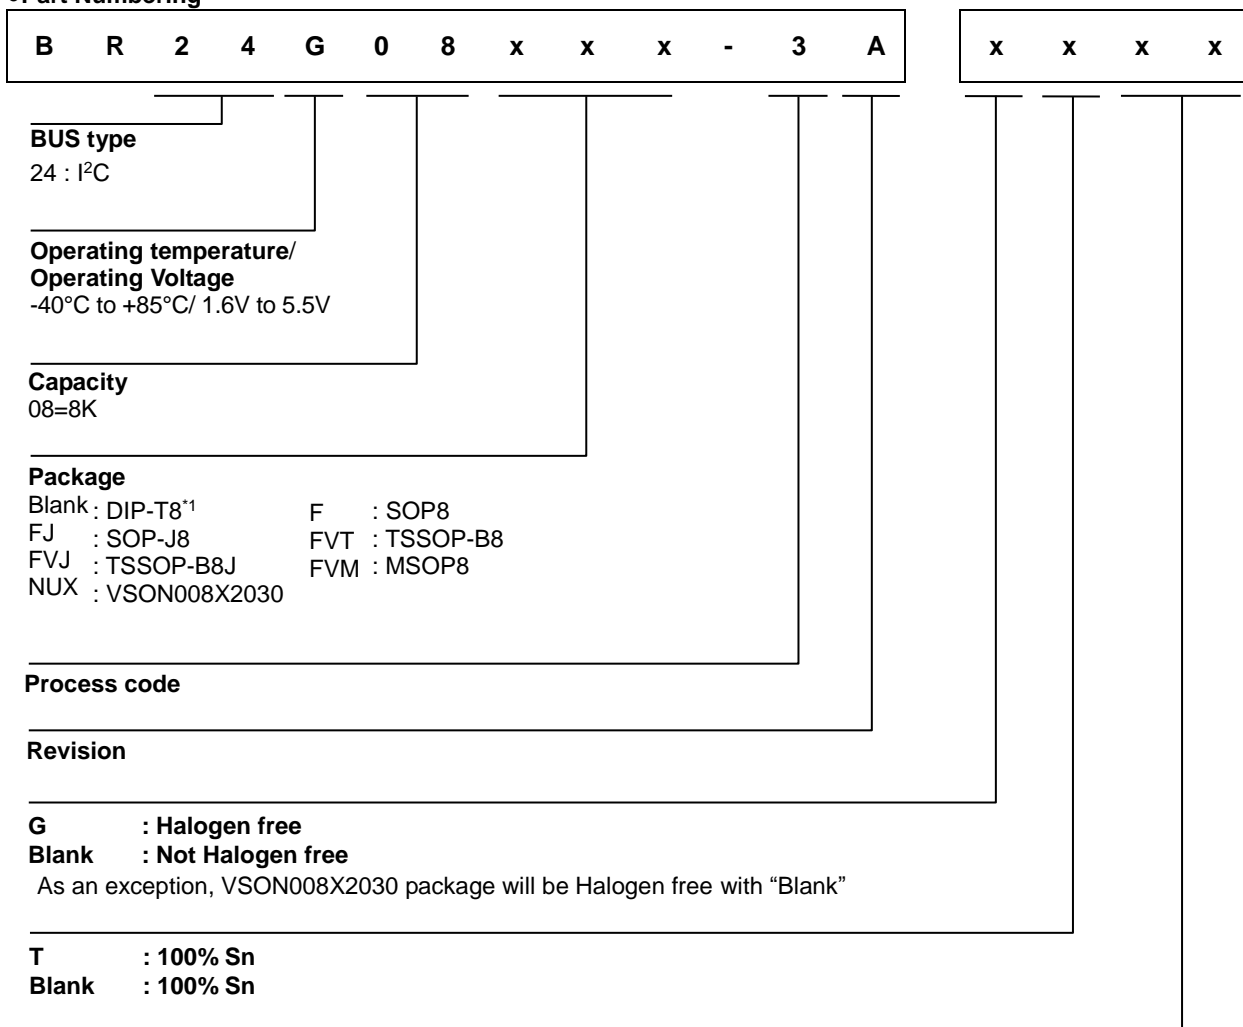 B R 2 4 G 0 8 x x x - 3 A x x x x
BUS type
24 : I²C
Operating temperature/
Operating Voltage
-40°C to +85°C/ 1.6V to 5.5V
Capacity
08=8K
Package
Blank : DIP-T8*1 F : SOP8
FJ : SOP-J8 FVT : TSSOP-B8
FVJ : TSSOP-B8J FVM : MSOP8
NUX : VSON008X2030
Process code
Revision
G : Halogen free
Blank : Not Halogen free
As an exception, VSON008X2030 package will be Halogen free with “Blank”
T : 100% Sn
Blank : 100% Sn